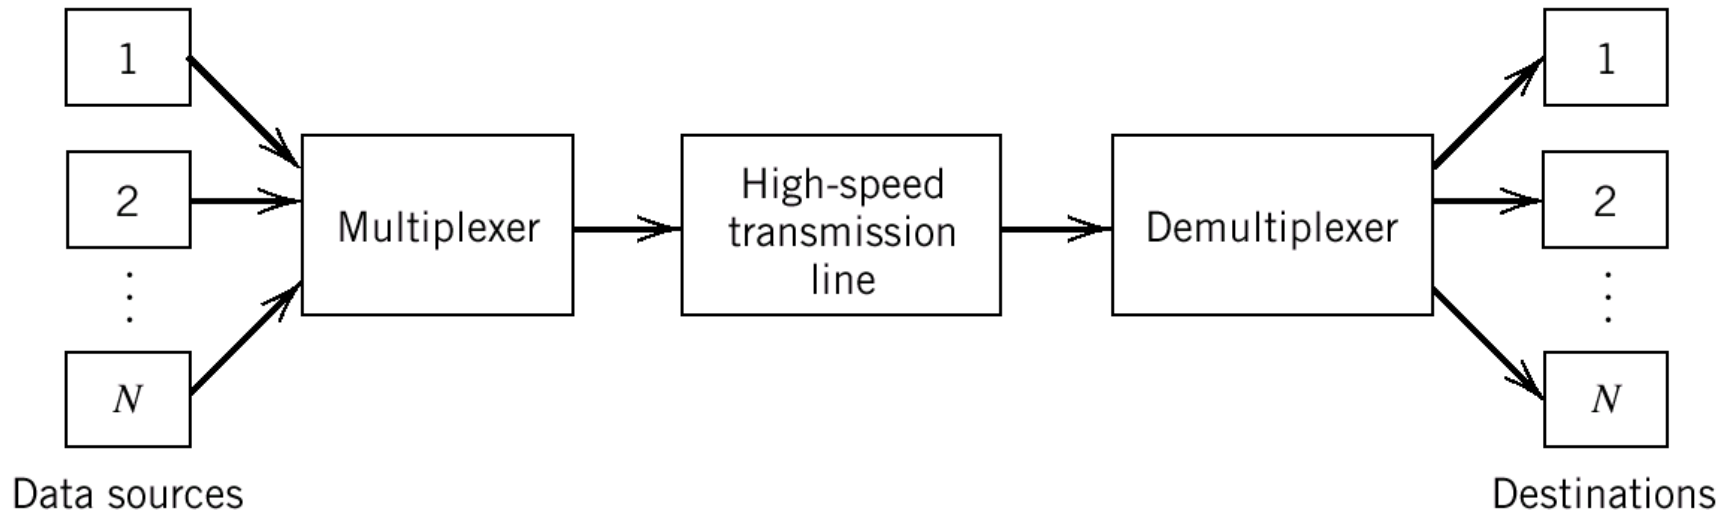 1
2
⋮
N
Data sources
Multiplexer
High-speed
transmission
line
Demultiplexer
1
2
⋮
N
Destinations